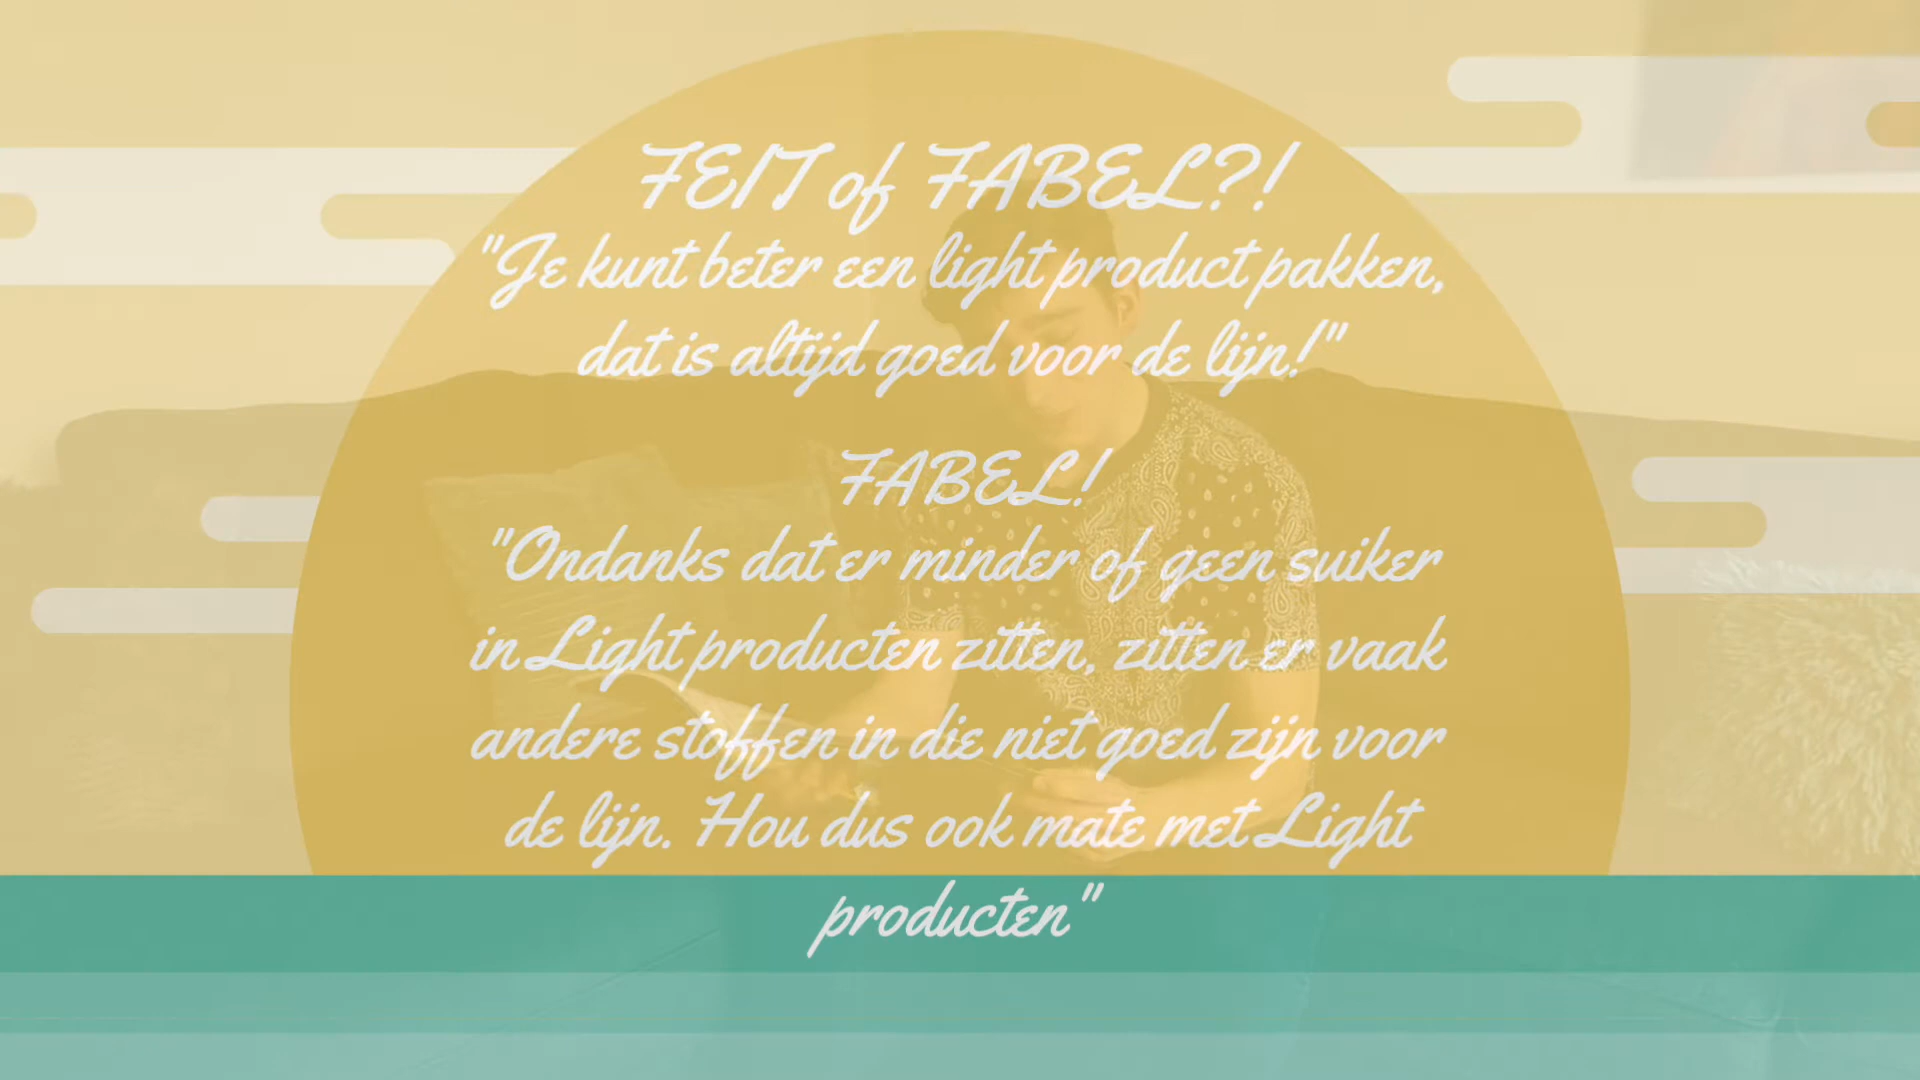 FEIT of FABEL?!
"Je kunt beter een light product pakken,
dat is altijd goed voor de lijn!"
FABEL!
"Ondanks dat er minder of geen suiker
in Light producten zitten, zitten er vaak
andere stoffen in die niet goed zijn voor
de lijn. Hou dus ook mate met Light
producten"